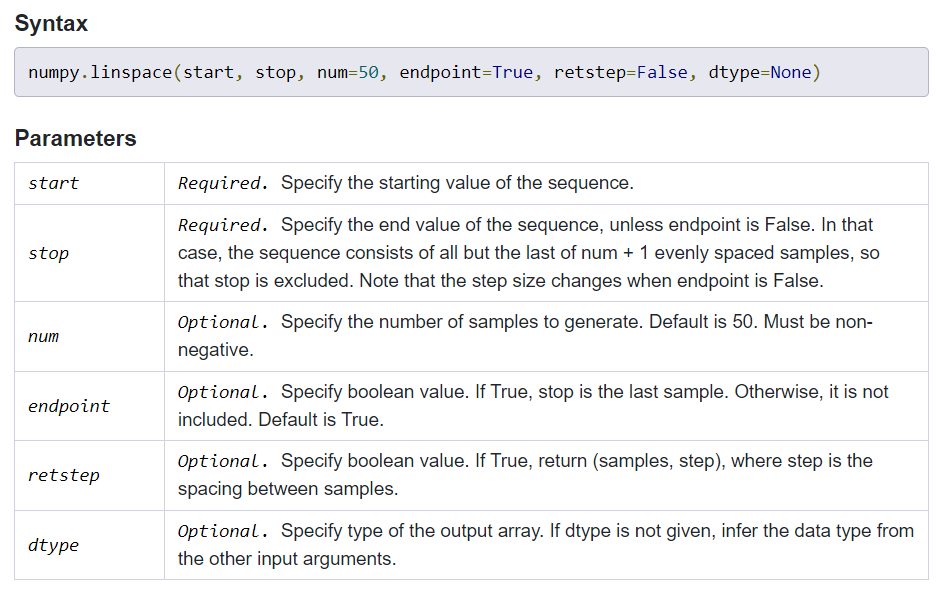 Syntax
numpy.linspace(start, stop, num=50, endpoint=True, retstep=False, dtype=None)
Parameters
start
Required. Specify the starting value of the sequence.
stop
Required. Specify the end value of the sequence, unless endpoint is False. In that
case, the sequence consists of all but the last of num + 1 evenly spaced samples, so
that stop is excluded. Note that the step size changes when endpoint is False.
num
Optional. Specify the number of samples to generate. Default is 50. Must be non-
negative.
endpoint
Optional. Specify boolean value. If True, stop is the last sample. Otherwise, it is not
included. Default is True.
retstep
Optional. Specify boolean value. If True, return (samples, step), where step is the
spacing between samples.
dtype
Optional. Specify type of the output array. If dtype is not given, infer the data type from
the other input arguments.